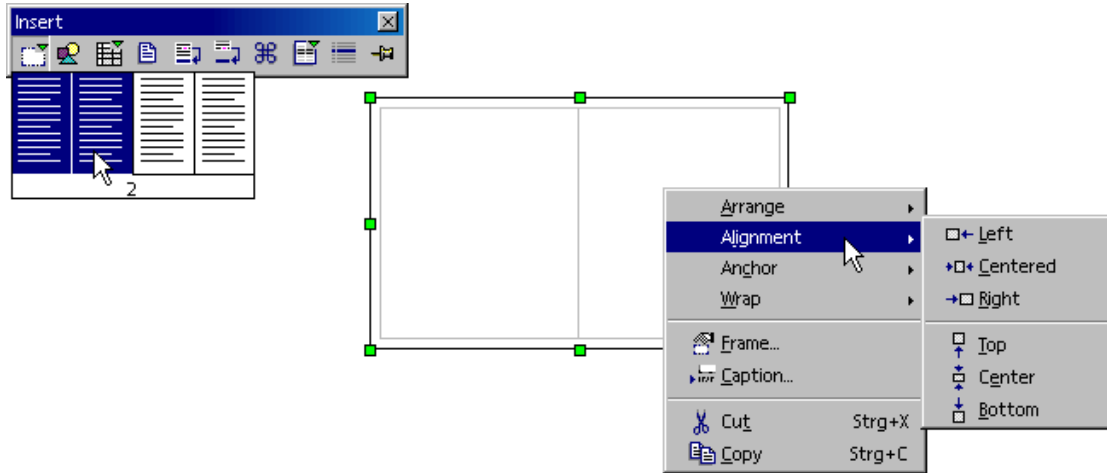 Insert
2
Arrange
Alignment
Anchor
Wrap
Frame...
Caption...
Cut Strg+X
Copy Strg+C
Left
Centered
Right
Top
Center
Bottom